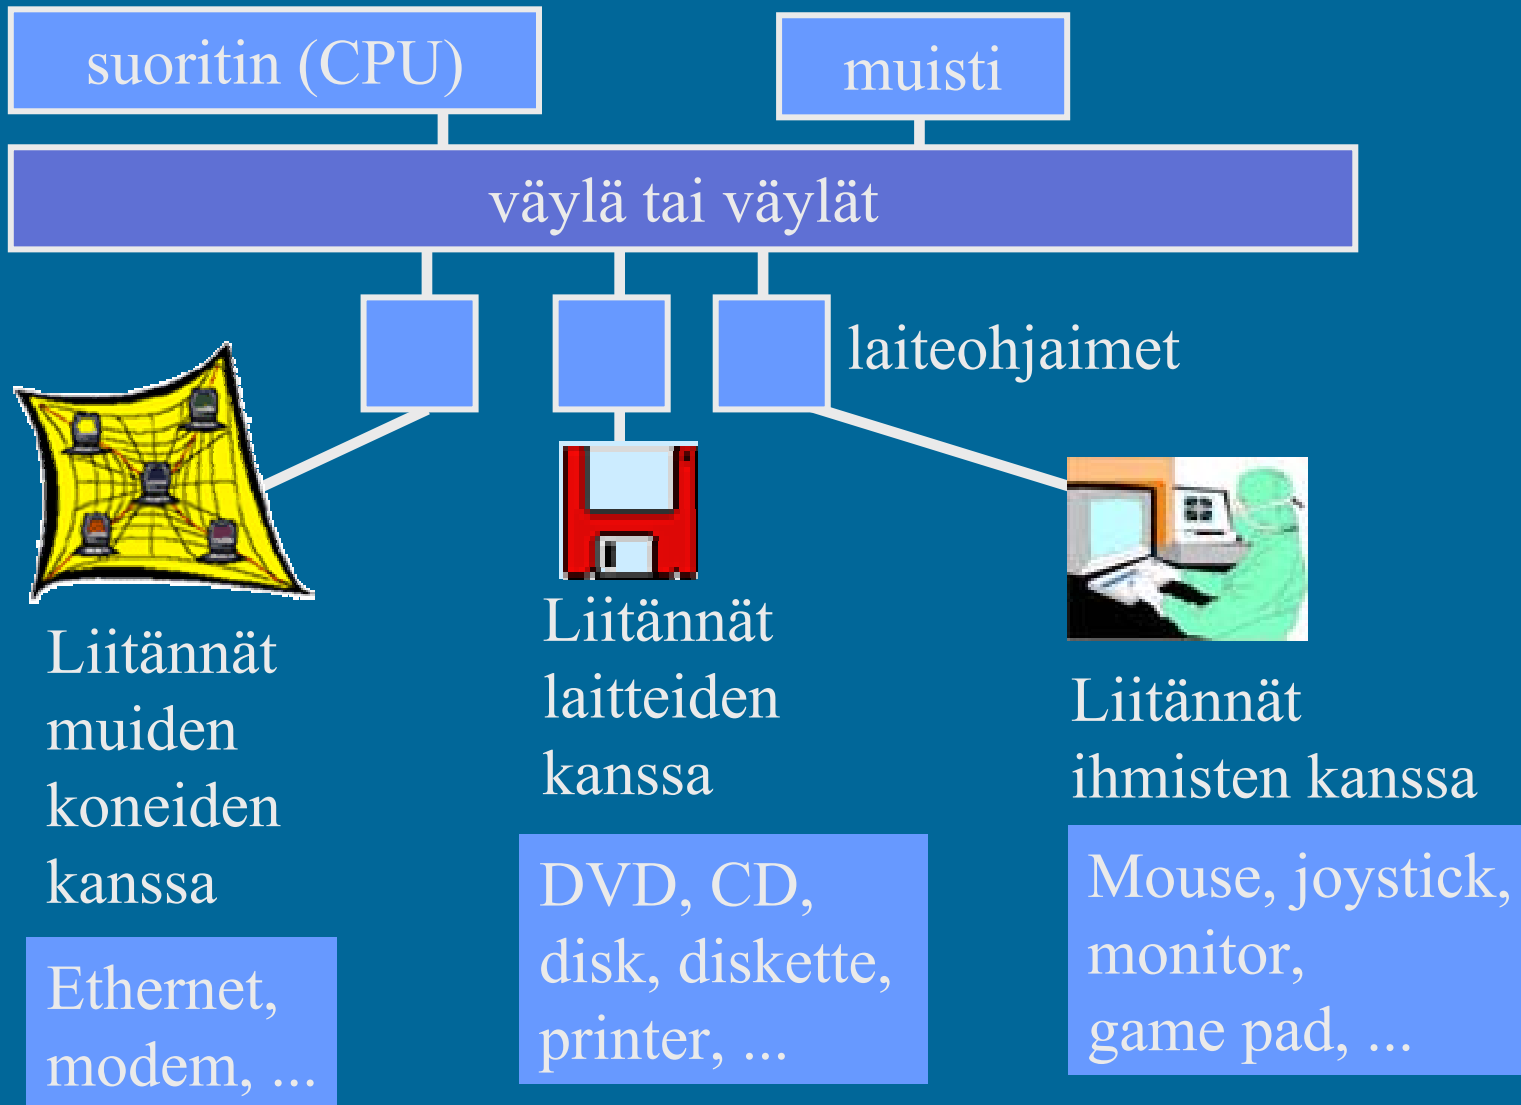 suoritin (CPU)
muisti
väylä tai väylät
laiteohjaimet
Liitännät
muiden
koneiden
kanssa
Ethernet,
modem, ...
Liitännät
laitteiden
kanssa
DVD, CD,
disk, diskette,
printer, ...
Liitännät
ihmisten kanssa
Mouse, joystick,
monitor,
game pad, ...